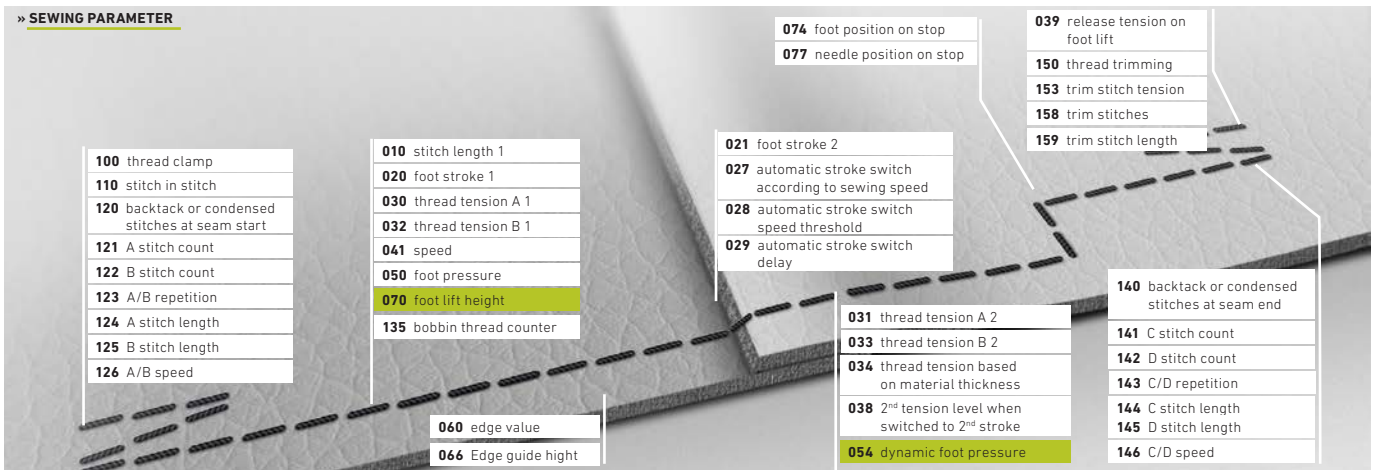 » SEWING PARAMETER
100 thread clamp
110 stitch in stitch
120 backtack or condensed
stitches at seam start
121 A stitch count
122 B stitch count
123 A/B repetition
124 A stitch length
125 B stitch length
126 A/B speed
010 stitch length 1
020 foot stroke 1
030 thread tension A 1
032 thread tension B 1
041 speed
050 foot pressure
070 foot lift height
135 bobbin thread counter
060 edge value
066 Edge guide hight
021 foot stroke 2
027 automatic stroke switch
according to sewing speed
028 automatic stroke switch
speed threshold
029 automatic stroke switch
delay
074 foot position on stop
077 needle position on stop
031 thread tension A 2
033 thread tension B 2
034 thread tension based
on material thickness
038 2nd tension level when
switched to 2nd stroke
054 dynamic foot pressure
039 release tension on
foot lift
150 thread trimming
153 trim stitch tension
158 trim stitches
159 trim stitch length
140 backtack or condensed
stitches at seam end
141 C stitch count
142 D stitch count
143 C/D repetition
144 C stitch length
145 D stitch length
146 C/D speed